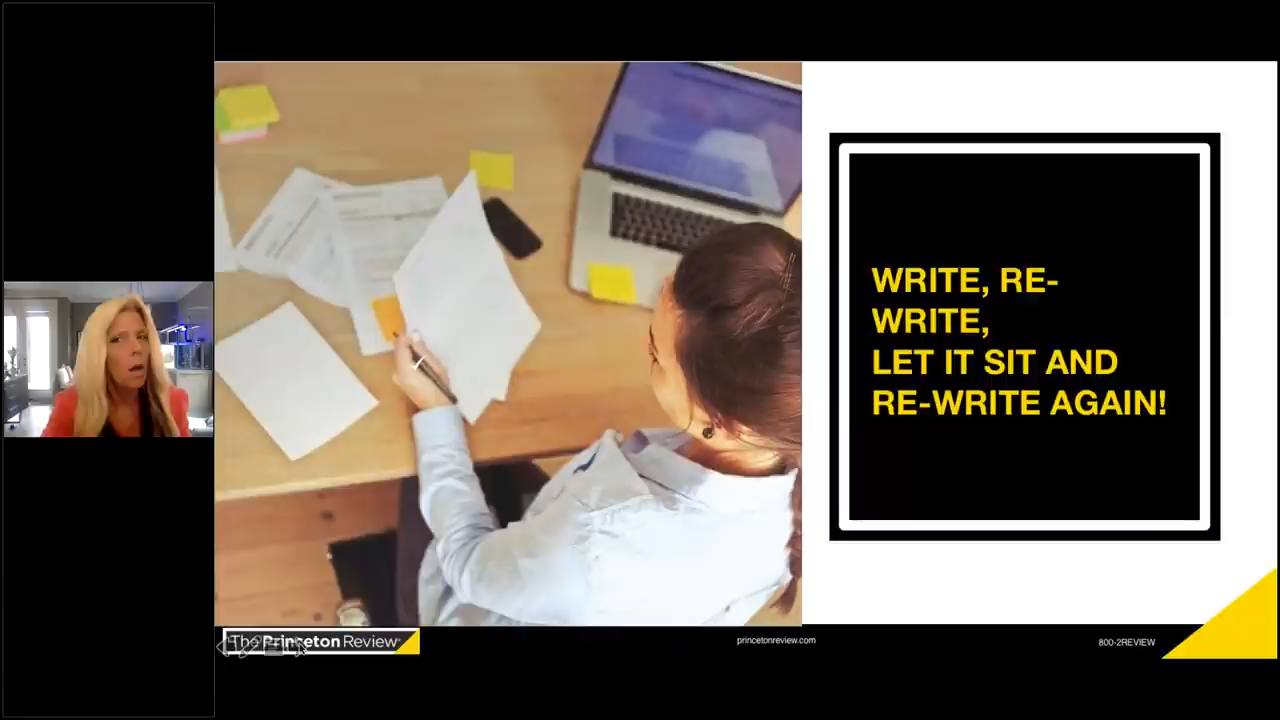 WRITE, RE-
WRITE,
LET IT SIT AND
RE-WRITE AGAIN!
The Princeton Review
princetonreview.com
800-2REVIEW